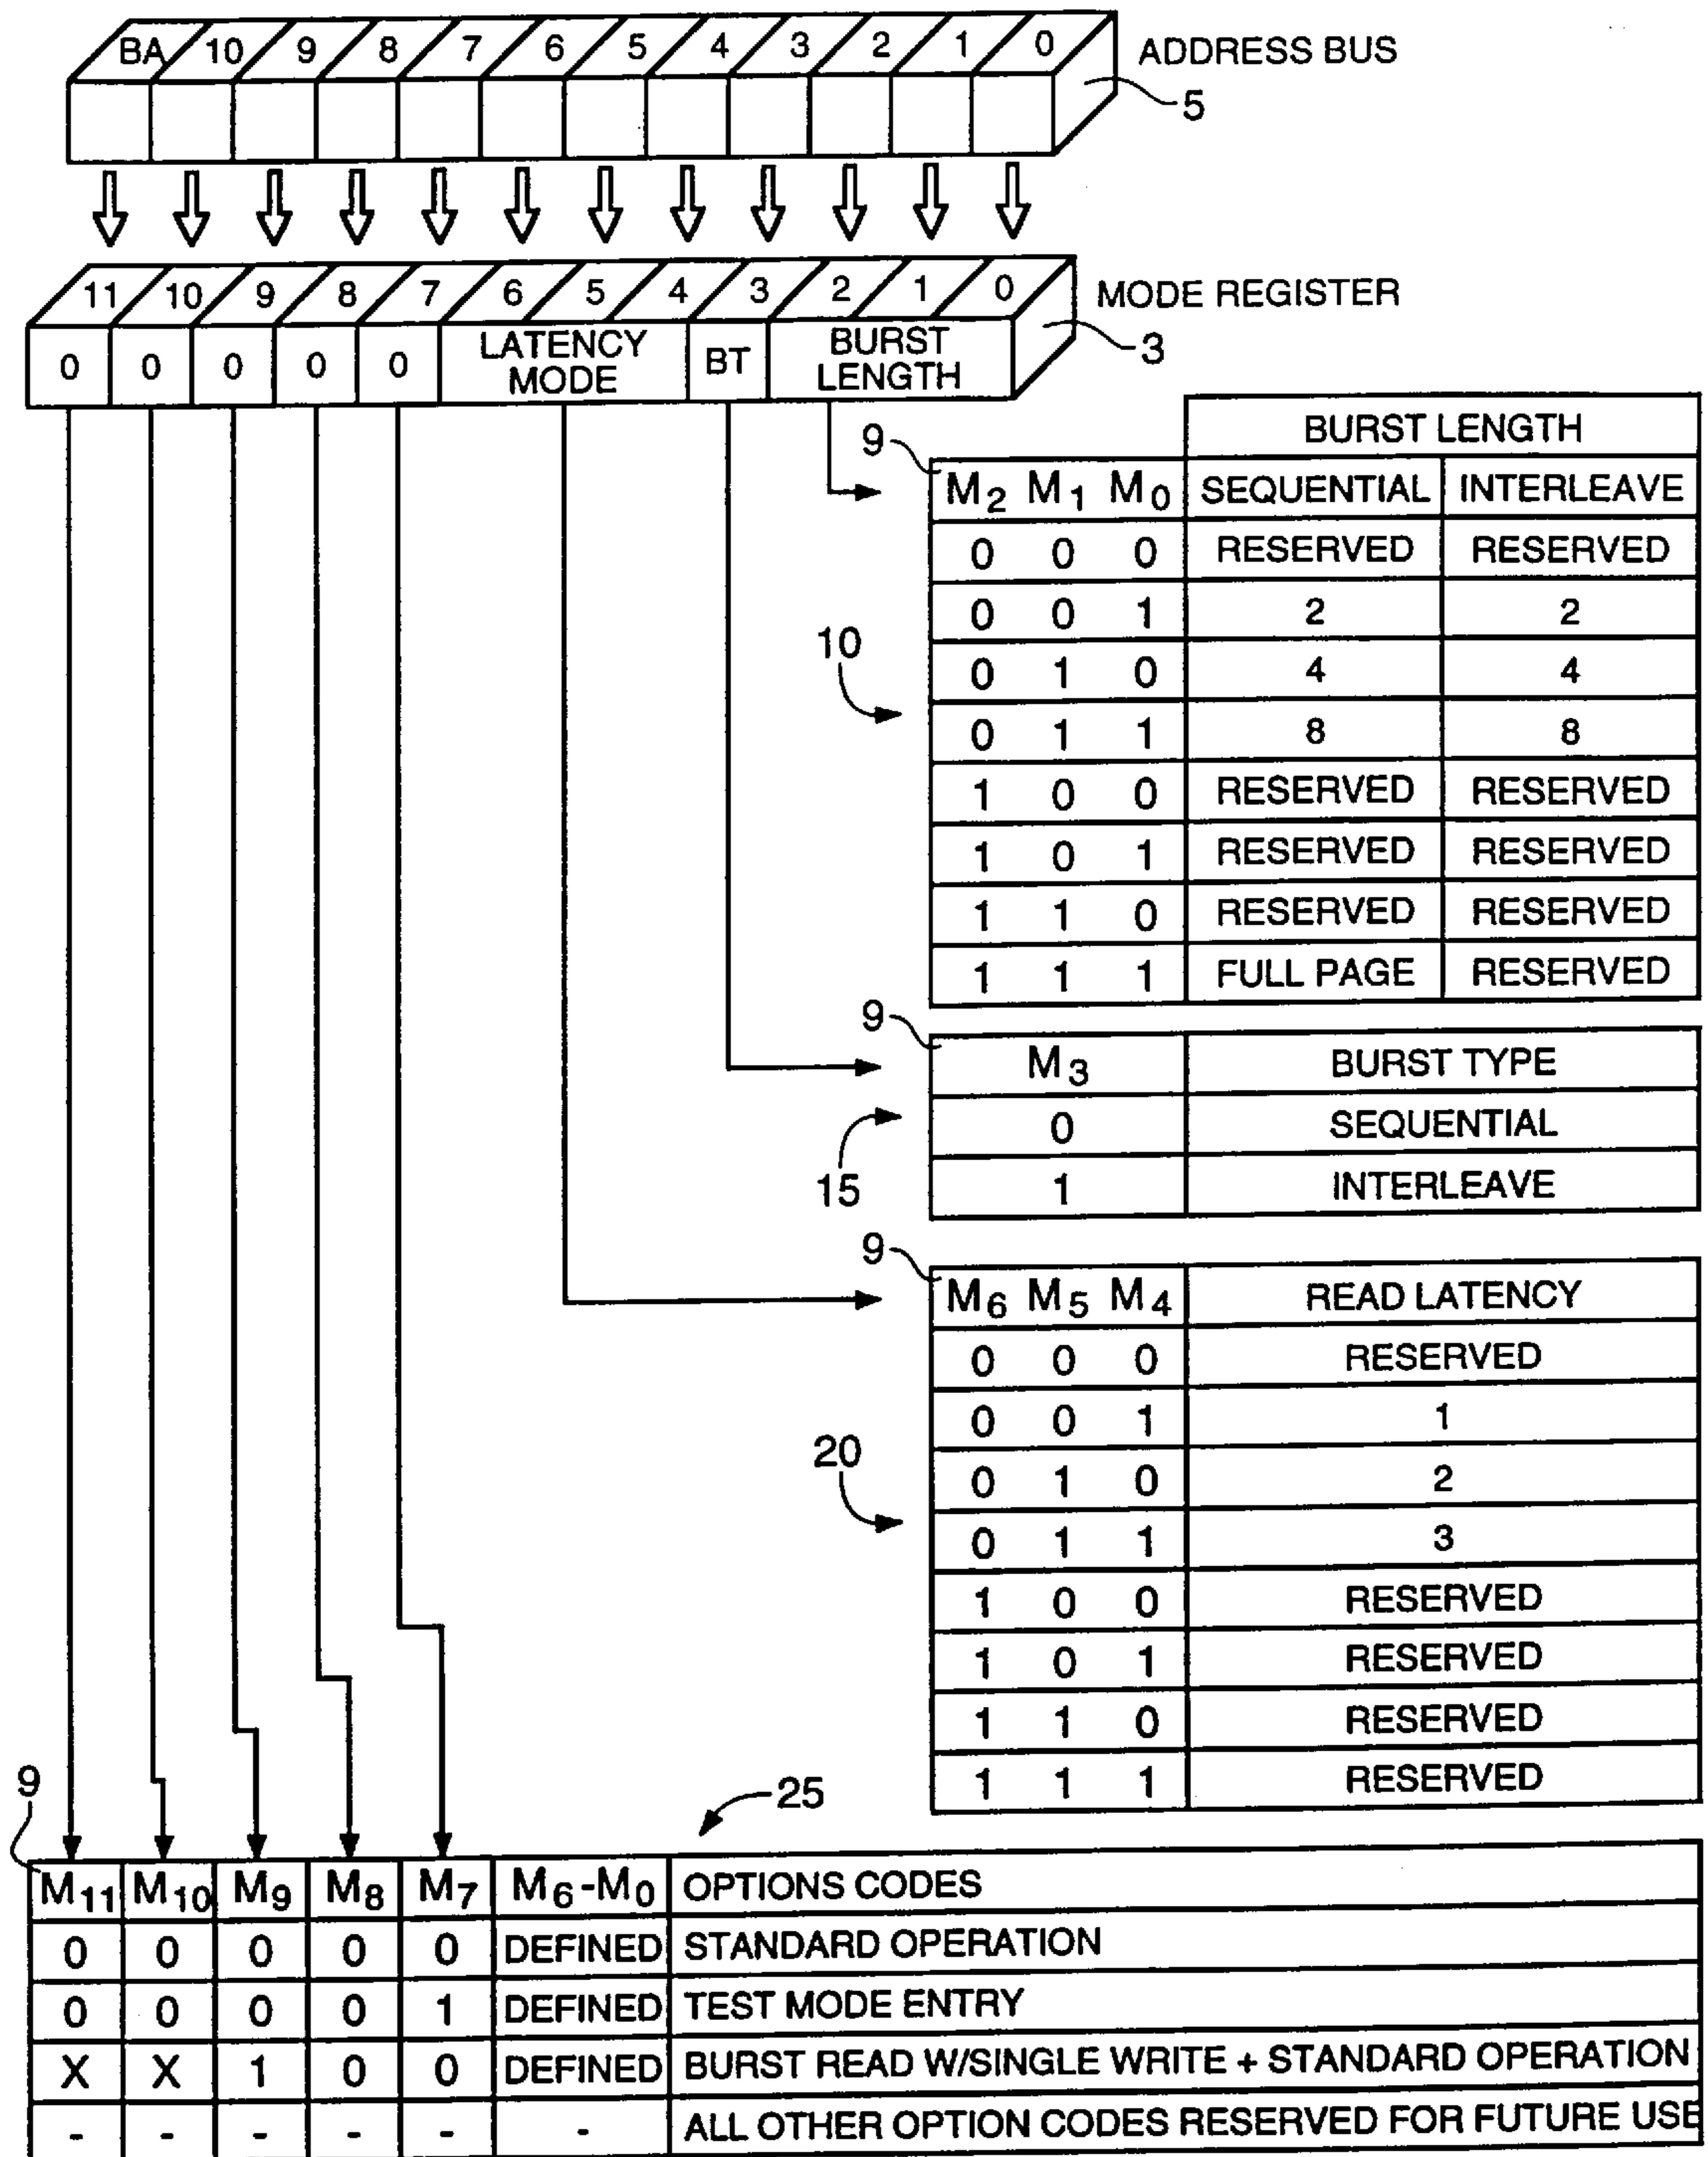 BA 10 9 8 7 6 5 4 3 2 1 0 ADDRESS BUS
5
11 10 9 8 7 6 5 4 3 2 1 0 MODE REGISTER
0 0 0 0 0 LATENCY MODE BT BURST LENGTH
3
9
BURST LENGTH
M2 M1 M0 SEQUENTIAL INTERLEAVE
0 0 0 RESERVED RESERVED
0 0 1 2 2
10
0 1 0 4 4
0 1 1 8 8
1 0 0 RESERVED RESERVED
1 0 1 RESERVED RESERVED
1 1 0 RESERVED RESERVED
1 1 1 FULL PAGE RESERVED
9
M3 BURST TYPE
0 SEQUENTIAL
15
1 INTERLEAVE
9
M6 M5 M4 READ LATENCY
0 0 0 RESERVED
0 0 1 1
20
0 1 0 2
0 1 1 3
1 0 0 RESERVED
1 0 1 RESERVED
1 1 0 RESERVED
1 1 1 RESERVED
9
25
M11 M10 M9 M8 M7 M6-M0 OPTIONS CODES
0 0 0 0 0 DEFINED STANDARD OPERATION
0 0 0 0 1 DEFINED TEST MODE ENTRY
X X 1 0 0 DEFINED BURST READ W/SINGLE WRITE + STANDARD OPERATION
- - - - - - ALL OTHER OPTION CODES RESERVED FOR FUTURE USE